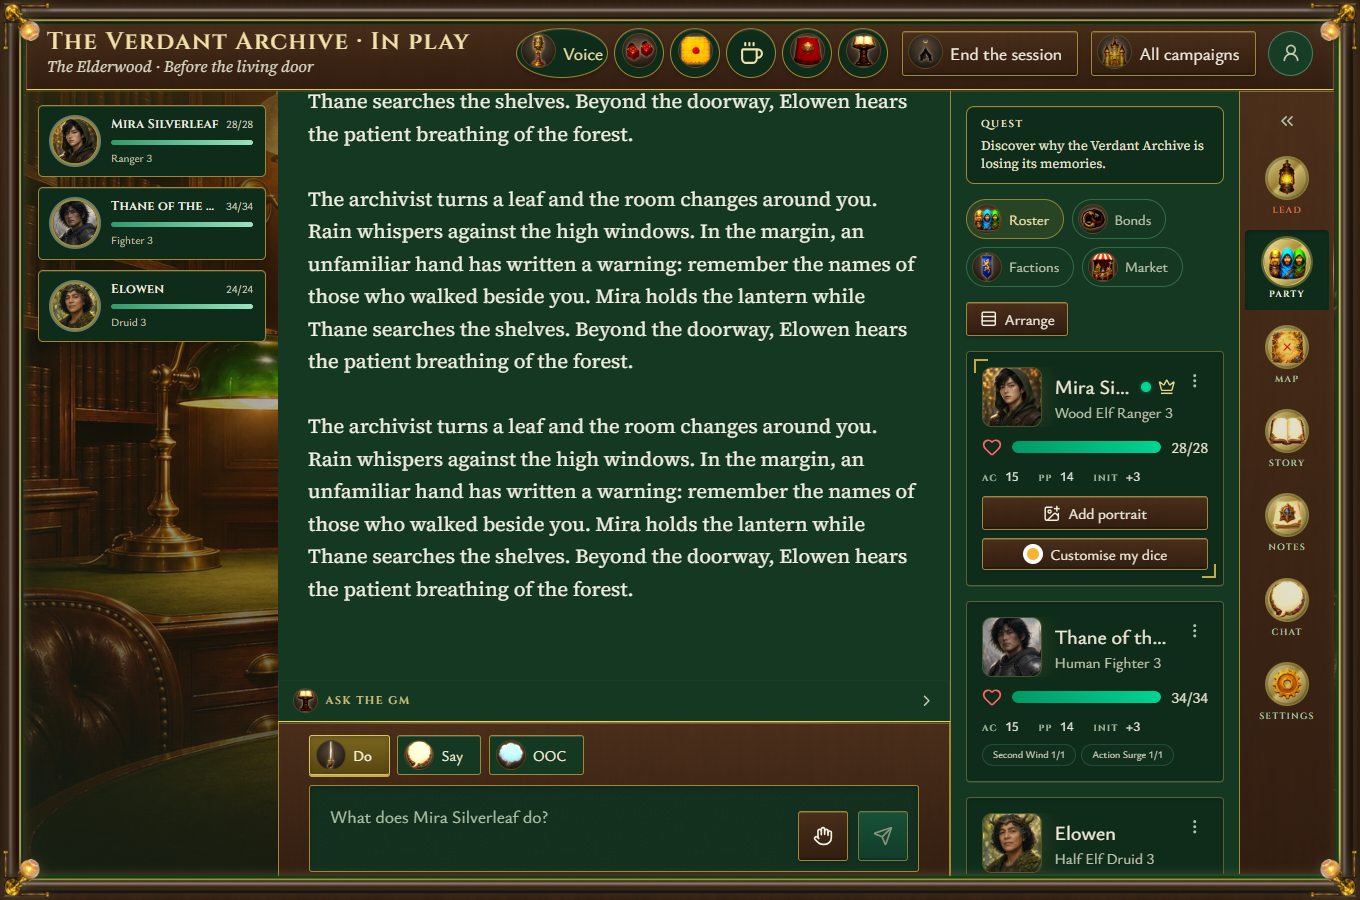 The Verdant Archive · In play
The Elderwood · Before the living door
Voice
End the session
All campaigns
Mira Silverleaf 28/28
Ranger 3
Thane of the ... 34/34
Fighter 3
Elowen 24/24
Druid 3
Thane searches the shelves. Beyond the doorway, Elowen hears
the patient breathing of the forest.
The archivist turns a leaf and the room changes around you.
Rain whispers against the high windows. In the margin, an
unfamiliar hand has written a warning: remember the names of
those who walked beside you. Mira holds the lantern while
Thane searches the shelves. Beyond the doorway, Elowen hears
the patient breathing of the forest.
The archivist turns a leaf and the room changes around you.
Rain whispers against the high windows. In the margin, an
unfamiliar hand has written a warning: remember the names of
those who walked beside you. Mira holds the lantern while
Thane searches the shelves. Beyond the doorway, Elowen hears
the patient breathing of the forest.
ASK THE GM
Do
Say
OOC
What does Mira Silverleaf do?
QUEST
Discover why the Verdant Archive is
losing its memories.
Roster
Bonds
Factions
Market
Arrange
Mira Si...
Wood Elf Ranger 3
28/28
AC 15 PP 14 INIT +3
Add portrait
Customise my dice
Thane of th...
Human Fighter 3
34/34
AC 15 PP 14 INIT +3
Second Wind 1/1
Action Surge 1/1
Elowen
Half Elf Druid 3
LEAD
PARTY
MAP
STORY
NOTES
CHAT
SETTINGS